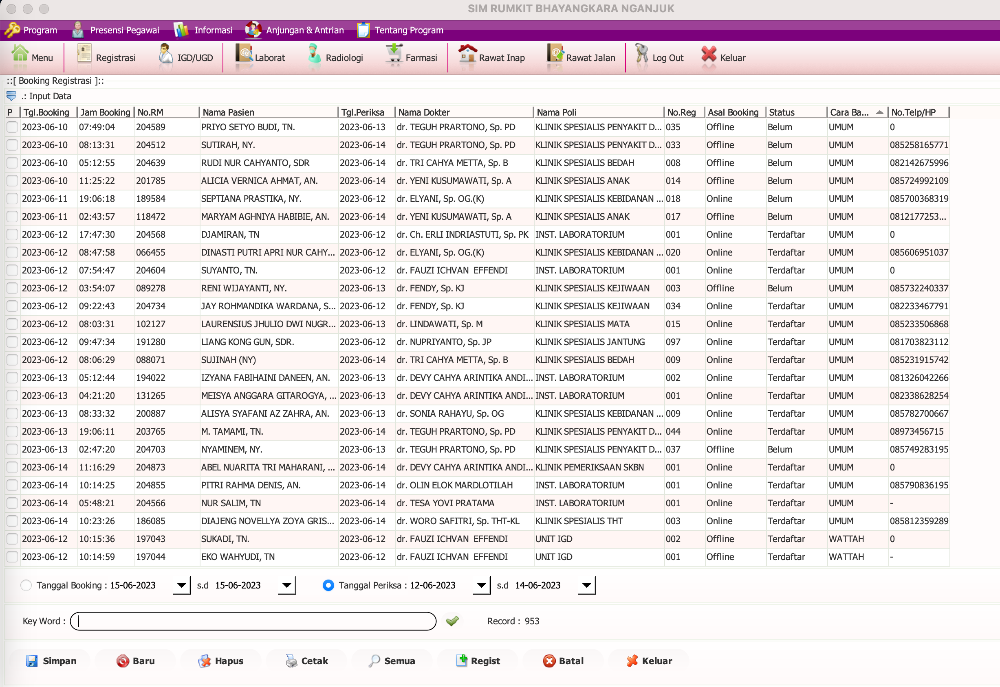 SIM RUMKIT BHAYANGKARA NGANJUK
Program Presensi Pegawai Informasi Anjungan & Antrian Tentang Program
Menu Registrasi IGD/UGD Laborat Radiologi Farmasi Rawat Inap Rawat Jalan Log Out Keluar
::[ Booking Registrasi ]::
.: Input Data
P Tgl.Booking Jam Booking No.RM Nama Pasien Tgl.Periksa Nama Dokter Nama Poli No.Reg Asal Booking Status Cara Ba... No.Telp/HP
2023-06-10 07:49:04 204589 PRIYO SETYO BUDI, TN. 2023-06-13 dr. TEGUH PRARTONO, Sp. PD KLINIK SPESIALIS PENYAKIT D... 035 Offline Belum UMUM 0
2023-06-10 08:13:31 204512 SUTIRAH, NY. 2023-06-14 dr. TEGUH PRARTONO, Sp. PD KLINIK SPESIALIS PENYAKIT D... 033 Offline Belum UMUM 085258165771
2023-06-10 05:12:55 204639 RUDI NUR CAHYANTO, SDR 2023-06-14 dr. TRI CAHYA METTA, Sp. B KLINIK SPESIALIS BEDAH 008 Offline Belum UMUM 082142675996
2023-06-10 11:25:22 201785 ALICIA VERNICA AHMAT, AN. 2023-06-14 dr. YENI KUSUMAWATI, Sp. A KLINIK SPESIALIS ANAK 014 Offline Belum UMUM 085724992109
2023-06-11 19:06:18 189584 SEPTIANA PRASTIKA, NY. 2023-06-12 dr. ELYANI, Sp. OG.(K) KLINIK SPESIALIS KEBIDANAN ... 018 Online Belum UMUM 085700368319
2023-06-11 02:43:57 118472 MARYAM AGHNIYA HABIBIE, AN. 2023-06-14 dr. YENI KUSUMAWATI, Sp. A KLINIK SPESIALIS ANAK 017 Offline Belum UMUM 0812177253...
2023-06-12 17:47:30 204568 DJAMIRAN, TN 2023-06-12 dr. Ch. ERLI INDRIASTUTI, Sp. PK INST. LABORATORIUM 001 Online Terdaftar UMUM 0
2023-06-12 08:47:58 066455 DINASTI PUTRI APRI NUR CAHY... 2023-06-12 dr. ELYANI, Sp. OG.(K) KLINIK SPESIALIS KEBIDANAN ... 020 Online Terdaftar UMUM 085606951037
2023-06-12 07:54:47 204604 SUYANTO, TN. 2023-06-12 dr. FAUZI ICHVAN  EFFENDI INST. LABORATORIUM 001 Online Terdaftar UMUM 0
2023-06-12 03:54:07 089278 RENI WIJAYANTI, NY. 2023-06-13 dr. FENDY, Sp. KJ KLINIK SPESIALIS KEJIWAAN 003 Offline Belum UMUM 085732240337
2023-06-12 09:22:43 204734 JAY ROHMANDIKA WARDANA, S... 2023-06-12 dr. FENDY, Sp. KJ KLINIK SPESIALIS KEJIWAAN 034 Online Terdaftar UMUM 082233467791
2023-06-12 08:03:31 102127 LAURENSIUS JHULIO DWI NUGR... 2023-06-13 dr. LINDAWATI, Sp. M KLINIK SPESIALIS MATA 015 Online Terdaftar UMUM 085233506868
2023-06-12 09:47:34 191280 LIANG KONG GUN, SDR. 2023-06-12 dr. NUPRIYANTO, Sp. JP KLINIK SPESIALIS JANTUNG 097 Online Terdaftar UMUM 081703823112
2023-06-12 08:06:29 088071 SUJINAH (NY) 2023-06-14 dr. TRI CAHYA METTA, Sp. B KLINIK SPESIALIS BEDAH 009 Online Terdaftar UMUM 085231915742
2023-06-13 05:12:44 194022 IZYANA FABIHAINI DANEEN, AN. 2023-06-13 dr. DEVY CAHYA ARINTIKA ANDI... INST. LABORATORIUM 002 Online Terdaftar UMUM 081326042266
2023-06-13 04:21:20 131265 MEISYA ANGGARA GITAROGYA, ... 2023-06-13 dr. DEVY CAHYA ARINTIKA ANDI... INST. LABORATORIUM 001 Online Terdaftar UMUM 082338628254
2023-06-13 08:33:32 200887 ALISYA SYAFANI AZ ZAHRA, AN. 2023-06-13 dr. SONIA RAHAYU, Sp. OG KLINIK SPESIALIS KEBIDANAN ... 009 Online Terdaftar UMUM 085782700667
2023-06-13 19:06:11 203765 M. TAMAMI, TN. 2023-06-14 dr. TEGUH PRARTONO, Sp. PD KLINIK SPESIALIS PENYAKIT D... 044 Online Terdaftar UMUM 08973456715
2023-06-13 02:47:20 204703 NYAMINEM, NY. 2023-06-13 dr. TEGUH PRARTONO, Sp. PD KLINIK SPESIALIS PENYAKIT D... 037 Offline Belum UMUM 085749283195
2023-06-14 11:16:29 204873 ABEL NUARITA TRI MAHARANI, ... 2023-06-14 dr. DEVY CAHYA ARINTIKA ANDI... KLINIK PEMERIKSAAN SKBN 001 Online Terdaftar UMUM 0
2023-06-14 10:14:25 204855 PITRI RAHMA DENIS, AN. 2023-06-14 dr. OLIN ELOK MARDLOTILAH INST. LABORATORIUM 001 Online Terdaftar UMUM 085790836195
2023-06-14 05:48:21 204566 NUR SALIM, TN 2023-06-14 dr. TESA YOVI PRATAMA INST. LABORATORIUM 001 Online Terdaftar UMUM -
2023-06-14 10:23:26 186085 DIAJENG NOVELLYA ZOYA GRIS... 2023-06-14 dr. WORO SAFITRI, Sp. THT-KL KLINIK SPESIALIS THT 003 Online Terdaftar UMUM 085812359289
2023-06-12 10:15:36 197043 SUKADI, TN. 2023-06-12 dr. FAUZI ICHVAN  EFFENDI UNIT IGD 002 Offline Terdaftar WATTAH 0
2023-06-12 10:14:59 197044 EKO WAHYUDI, TN 2023-06-12 dr. FAUZI ICHVAN  EFFENDI UNIT IGD 001 Offline Terdaftar WATTAH -
Tanggal Booking : 15-06-2023 s.d 15-06-2023 Tanggal Periksa : 12-06-2023 s.d 14-06-2023
Key Word : Record : 953
Simpan Baru Hapus Cetak Semua Regist Batal Keluar